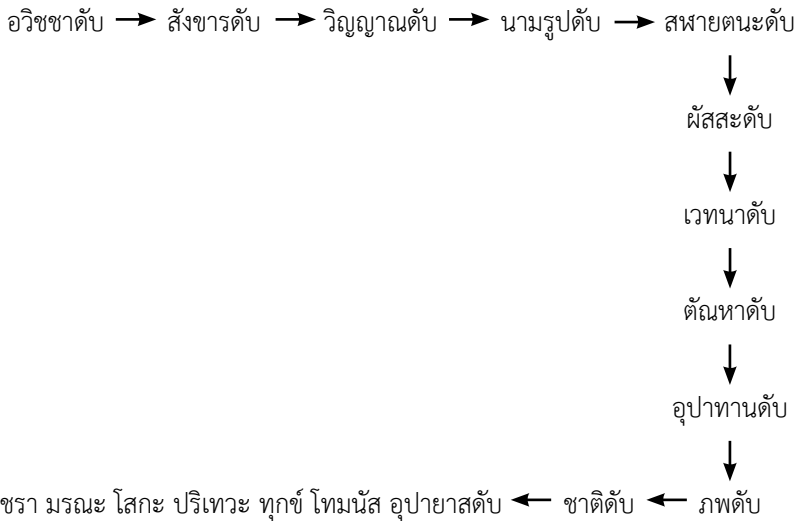 อวิชชาดับ → สังขารดับ → วิญญาณดับ → นามรูปดับ → สฬายตนะดับ
ผัสสะดับ
เวทนาดับ
ตัณหาดับ
อุปาทานดับ
ชรา มรณะ โสกะ ปริเทวะ ทุกข์ โทมนัส อุปายาสดับ ← ชาติดับ ← ภพดับ